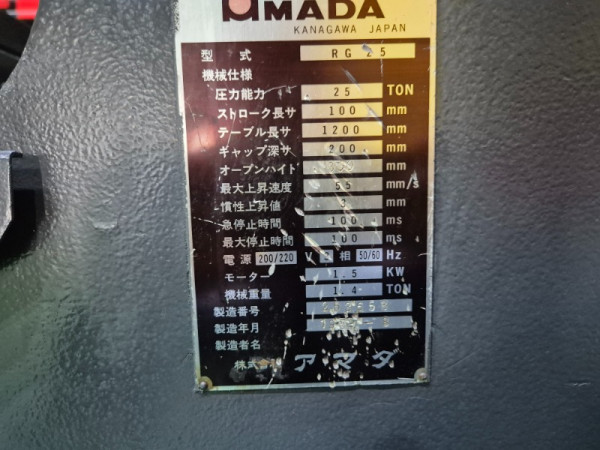 AMADA
KANAGAWA JAPAN
型式 RG 25
機械仕様
圧力能力 25 TON
ストローク長サ 100 mm
テーブル長サ 1200 mm
ギャップ深サ 200 mm
オープンハイト mm
最大上昇速度 55 mm/s
慣性上昇値 3 mm
急停止時間 100 ms
最大停止時間 100 ms
電源 200/220 V 相 50/60 Hz
モーター 1.5 KW
機械重量 1.4 TON
製造番号
製造年月
製造者名
株式会 アマダ